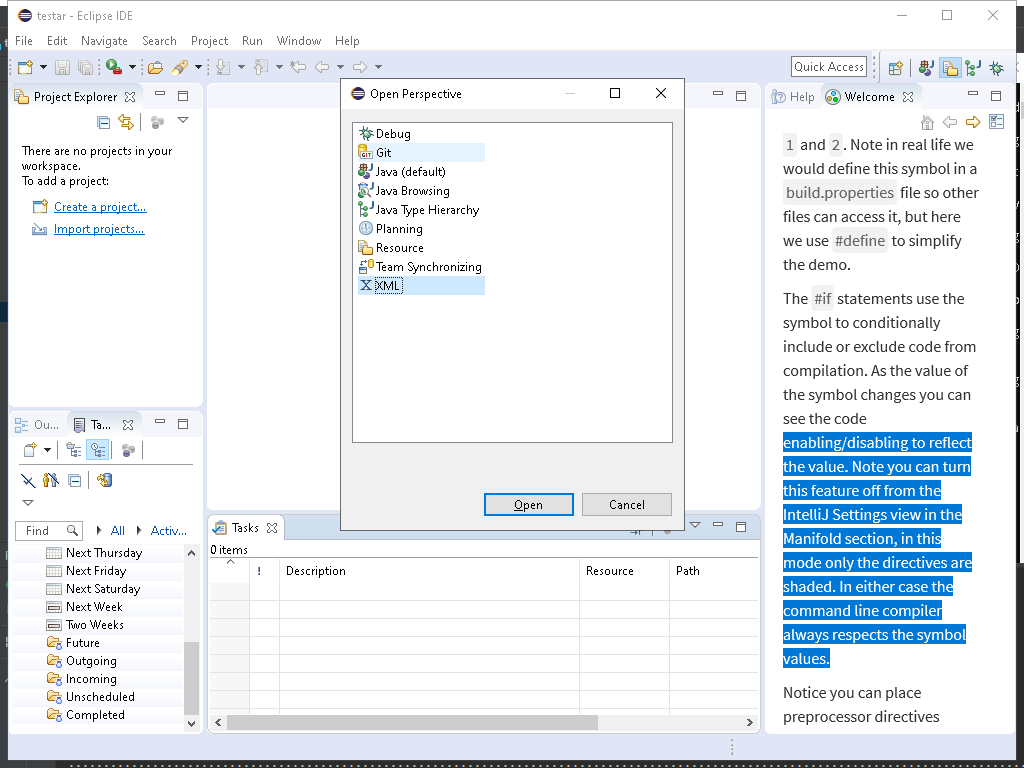 testar - Eclipse IDE
File Edit Navigate Search Project Run Window Help
Quick Access
Project Explorer
There are no projects in your
workspace.
To add a project:
Create a project...
Import projects...
Ou...
Ta...
Find
All
Activ...
Next Thursday
Next Friday
Next Saturday
Next Week
Two Weeks
Future
Outgoing
Incoming
Unscheduled
Completed
Open Perspective
Debug
Git
Java (default)
Java Browsing
Java Type Hierarchy
Planning
Resource
Team Synchronizing
XML
Open
Cancel
Tasks
0 items
! Description Resource Path
Help
Welcome
1 and 2. Note in real life we
would define this symbol in a
build.properties file so other
files can access it, but here
we use #define to simplify
the demo.
The #if statements use the
symbol to conditionally
include or exclude code from
compilation. As the value of
the symbol changes you can
see the code
enabling/disabling to reflect
the value. Note you can turn
this feature off from the
IntelliJ Settings view in the
Manifold section, in this
mode only the directives are
shaded. In either case the
command line compiler
always respects the symbol
values.
Notice you can place
preprocessor directives